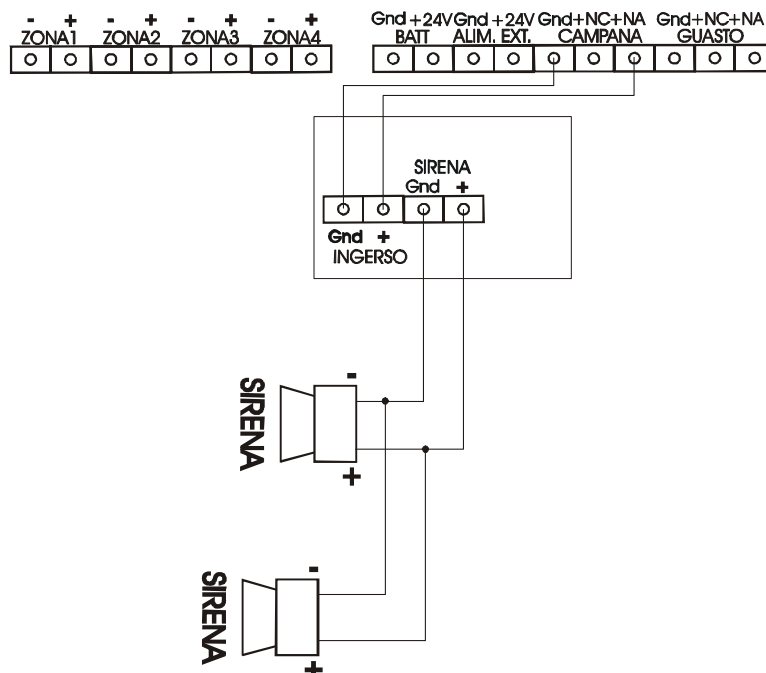 - + - + - + - +
ZONA1 ZONA2 ZONA3 ZONA4
Gnd +24V Gnd +24V Gnd+NC+NA Gnd+NC+NA
BATT ALIM. EXT. CAMPANA GUASTO
SIRENA
Gnd +
Gnd +
INGERSO
-
SIRENA
+
-
SIRENA
+